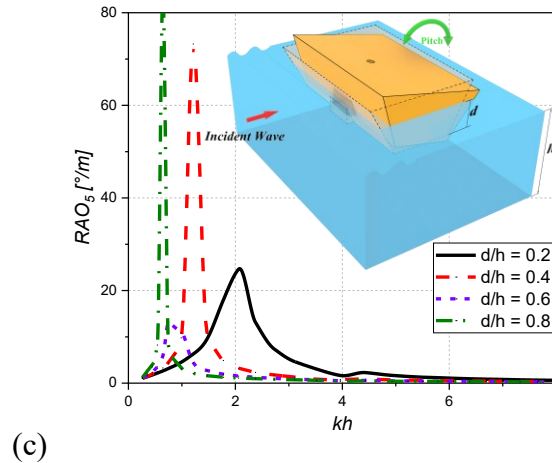 80
60
40
20
0
RAO5 [°/m]
0 2 4 6
kh
Pitch
Incident Wave
d
d/h = 0.2
d/h = 0.4
d/h = 0.6
d/h = 0.8
(c)